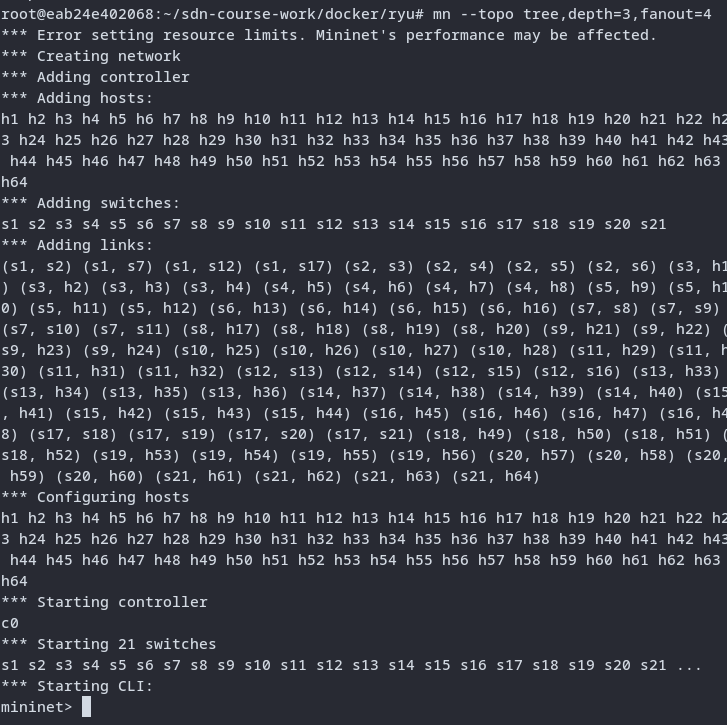 root@eab24e402068:~/sdn-course-work/docker/ryu# mn --topo tree,depth=3,fanout=4
*** Error setting resource limits. Mininet's performance may be affected.
*** Creating network
*** Adding controller
*** Adding hosts:
h1 h2 h3 h4 h5 h6 h7 h8 h9 h10 h11 h12 h13 h14 h15 h16 h17 h18 h19 h20 h21 h22 h2
3 h24 h25 h26 h27 h28 h29 h30 h31 h32 h33 h34 h35 h36 h37 h38 h39 h40 h41 h42 h43
 h44 h45 h46 h47 h48 h49 h50 h51 h52 h53 h54 h55 h56 h57 h58 h59 h60 h61 h62 h63
h64
*** Adding switches:
s1 s2 s3 s4 s5 s6 s7 s8 s9 s10 s11 s12 s13 s14 s15 s16 s17 s18 s19 s20 s21
*** Adding links:
(s1, s2) (s1, s7) (s1, s12) (s1, s17) (s2, s3) (s2, s4) (s2, s5) (s2, s6) (s3, h1
) (s3, h2) (s3, h3) (s3, h4) (s4, h5) (s4, h6) (s4, h7) (s4, h8) (s5, h9) (s5, h1
0) (s5, h11) (s5, h12) (s6, h13) (s6, h14) (s6, h15) (s6, h16) (s7, s8) (s7, s9)
(s7, s10) (s7, s11) (s8, h17) (s8, h18) (s8, h19) (s8, h20) (s9, h21) (s9, h22) (
s9, h23) (s9, h24) (s10, h25) (s10, h26) (s10, h27) (s10, h28) (s11, h29) (s11, h
30) (s11, h31) (s11, h32) (s12, s13) (s12, s14) (s12, s15) (s12, s16) (s13, h33)
(s13, h34) (s13, h35) (s13, h36) (s14, h37) (s14, h38) (s14, h39) (s14, h40) (s15
, h41) (s15, h42) (s15, h43) (s15, h44) (s16, h45) (s16, h46) (s16, h47) (s16, h4
8) (s17, s18) (s17, s19) (s17, s20) (s17, s21) (s18, h49) (s18, h50) (s18, h51) (
s18, h52) (s19, h53) (s19, h54) (s19, h55) (s19, h56) (s20, h57) (s20, h58) (s20,
 h59) (s20, h60) (s21, h61) (s21, h62) (s21, h63) (s21, h64)
*** Configuring hosts
h1 h2 h3 h4 h5 h6 h7 h8 h9 h10 h11 h12 h13 h14 h15 h16 h17 h18 h19 h20 h21 h22 h2
3 h24 h25 h26 h27 h28 h29 h30 h31 h32 h33 h34 h35 h36 h37 h38 h39 h40 h41 h42 h43
 h44 h45 h46 h47 h48 h49 h50 h51 h52 h53 h54 h55 h56 h57 h58 h59 h60 h61 h62 h63
h64
*** Starting controller
c0
*** Starting 21 switches
s1 s2 s3 s4 s5 s6 s7 s8 s9 s10 s11 s12 s13 s14 s15 s16 s17 s18 s19 s20 s21 ...
*** Starting CLI:
mininet>